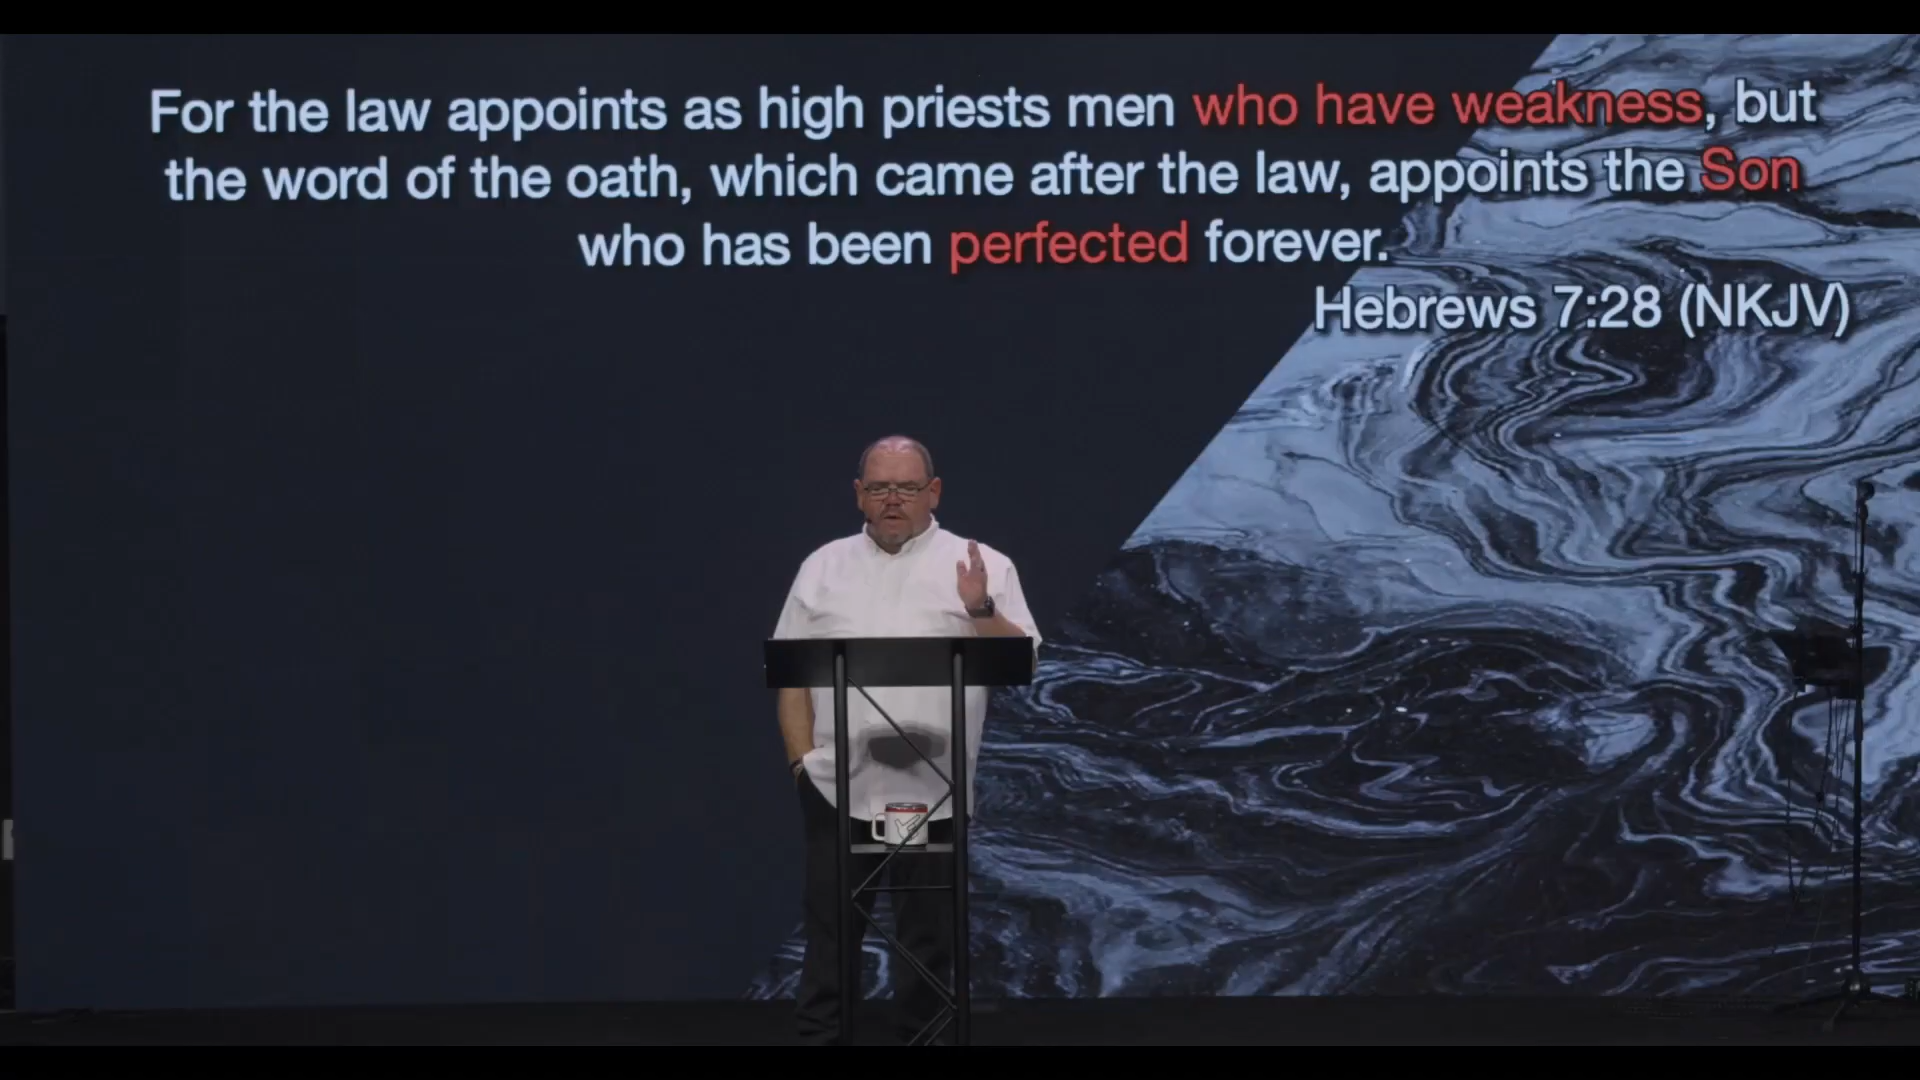 For the law appoints as high priests men who have weakness, but
the word of the oath, which came after the law, appoints the Son
who has been perfected forever.
Hebrews 7:28 (NKJV)